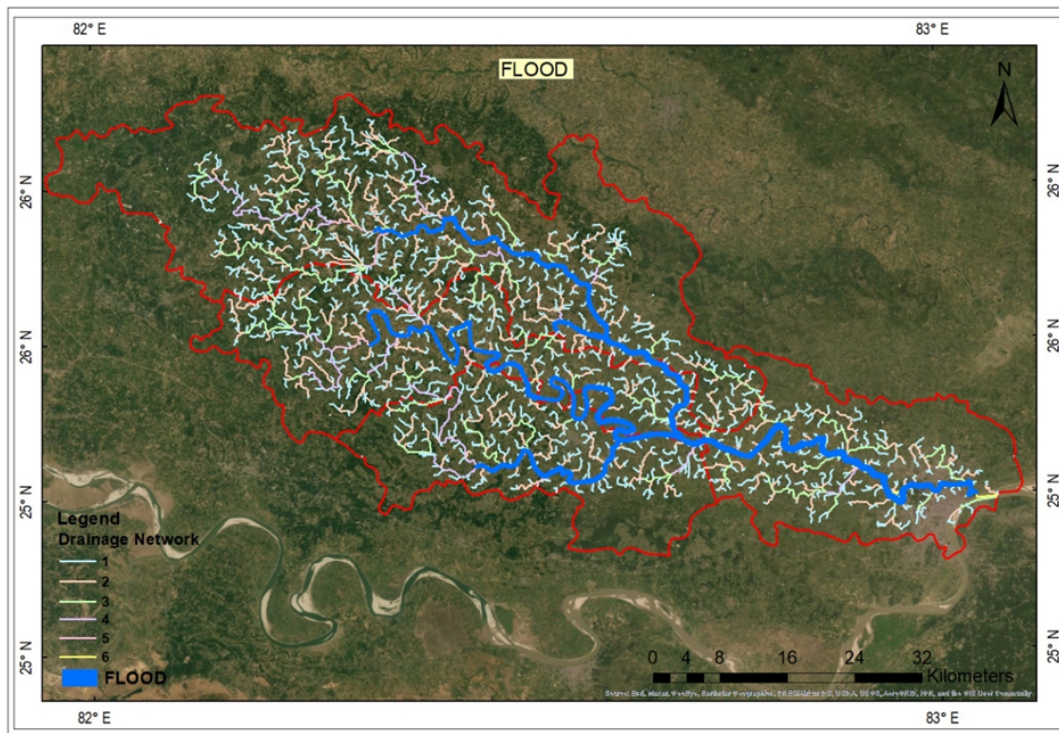 82° E
83° E
FLOOD
N
26° N
26° N
26° N
26° N
25° N
25° N
25° N
25° N
Legend
Drainage Network
1
2
3
4
5
6
FLOOD
0 4 8 16 24 32
Kilometers
82° E
83° E